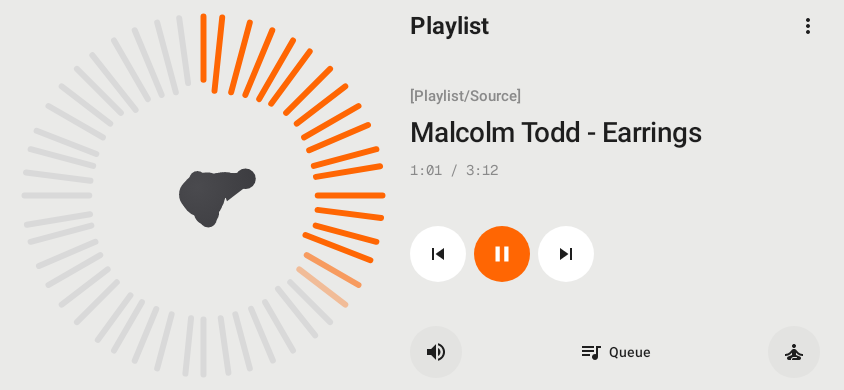 Playlist
[Playlist/Source]
Malcolm Todd - Earrings
1:01 / 3:12
Queue